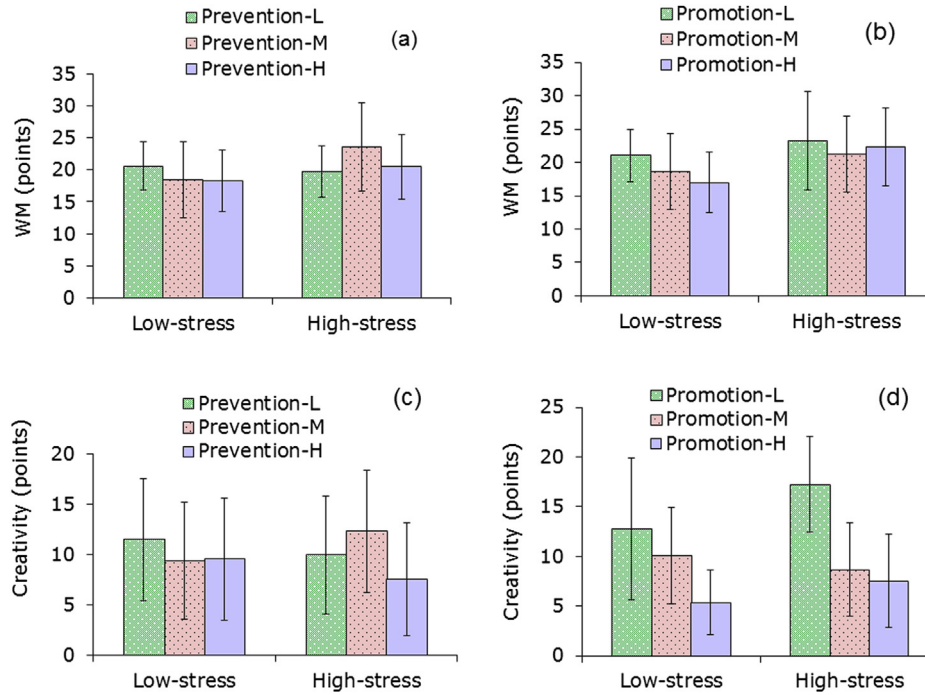 Prevention-L
Prevention-M
Prevention-H
(a)
35
30
25
20
15
10
5
0
WM (points)
Low-stress
High-stress
Promotion-L
Promotion-M
Promotion-H
(b)
35
30
25
20
15
10
5
0
WM (points)
Low-stress
High-stress
Prevention-L
Prevention-M
Prevention-H
(c)
20
15
10
5
0
Creativity (points)
Low-stress
High-stress
Promotion-L
Promotion-M
Promotion-H
(d)
25
20
15
10
5
0
Creativity (points)
Low-stress
High-stress